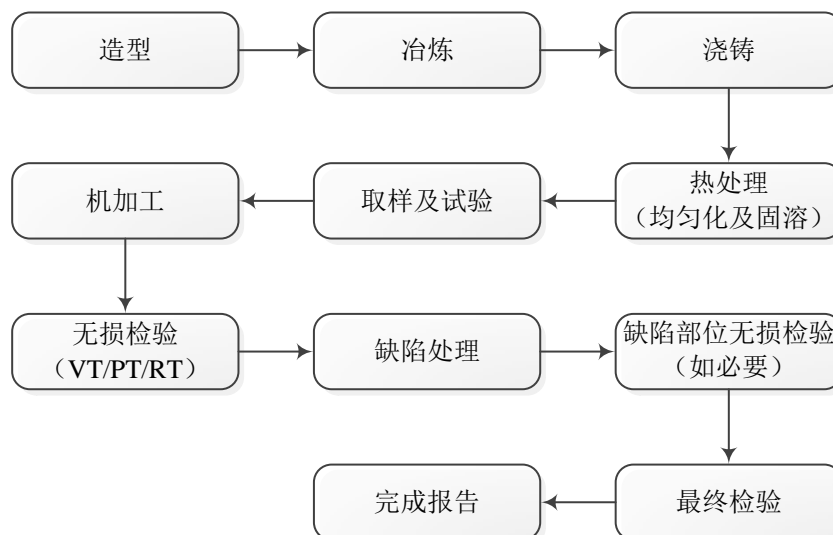 造型
冶炼
浇铸
热处理
（均匀化及固溶）
取样及试验
机加工
无损检验
（VT/PT/RT）
缺陷处理
缺陷部位无损检验
（如必要）
最终检验
完成报告